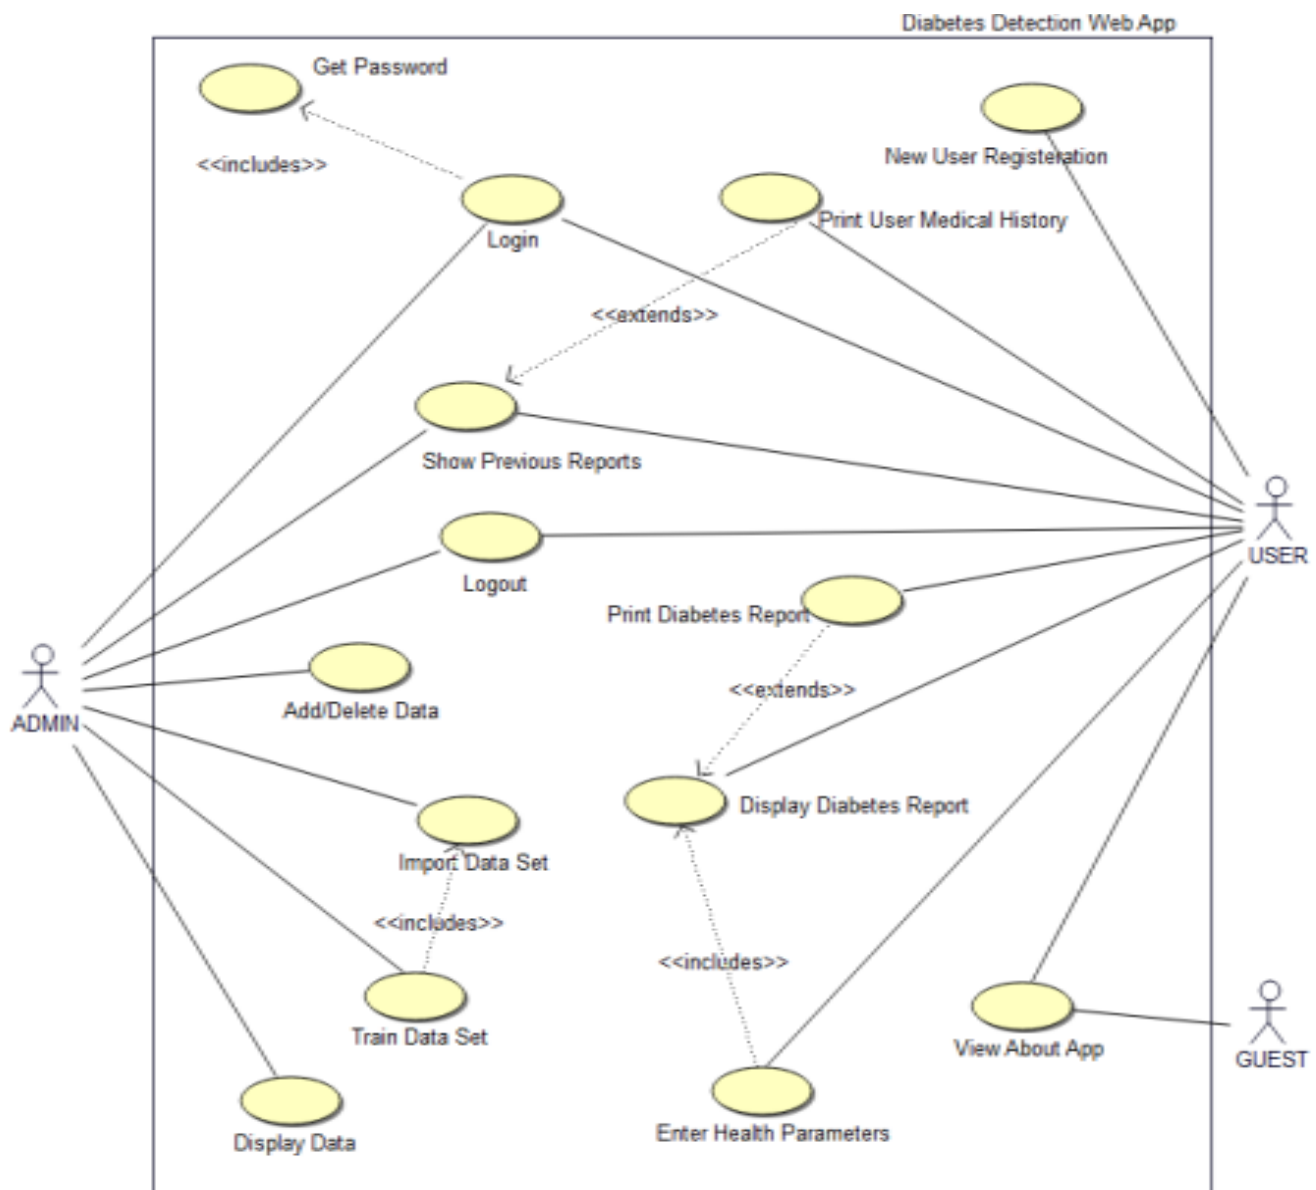 Diabetes Detection Web App
Get Password
New User Registeration
<<includes>>
Print User Medical History
Login
<<extends>>
Show Previous Reports
Logout
USER
Print Diabetes Report
<<extends>>
ADMIN
Add/Delete Data
Display Diabetes Report
Import Data Set
<<includes>>
<<includes>>
Train Data Set
View About App
GUEST
Enter Health Parameters
Display Data